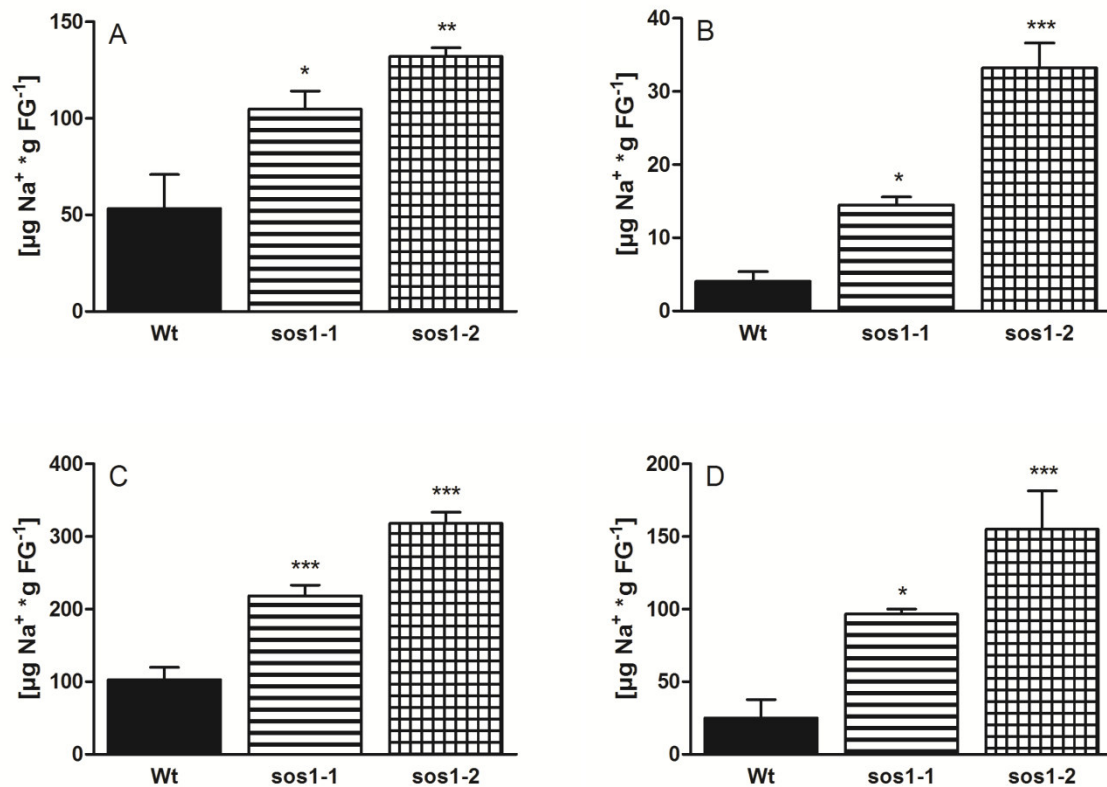 A
[µg Na⁺ *g FG⁻¹]
150
100
50
0
*
**
Wt sos1-1 sos1-2
B
[µg Na⁺ *g FG⁻¹]
40
30
20
10
0
*
***
Wt sos1-1 sos1-2
C
[µg Na⁺ *g FG⁻¹]
400
300
200
100
0
***
***
Wt sos1-1 sos1-2
D
[µg Na⁺ *g FG⁻¹]
200
150
100
50
0
*
***
Wt sos1-1 sos1-2